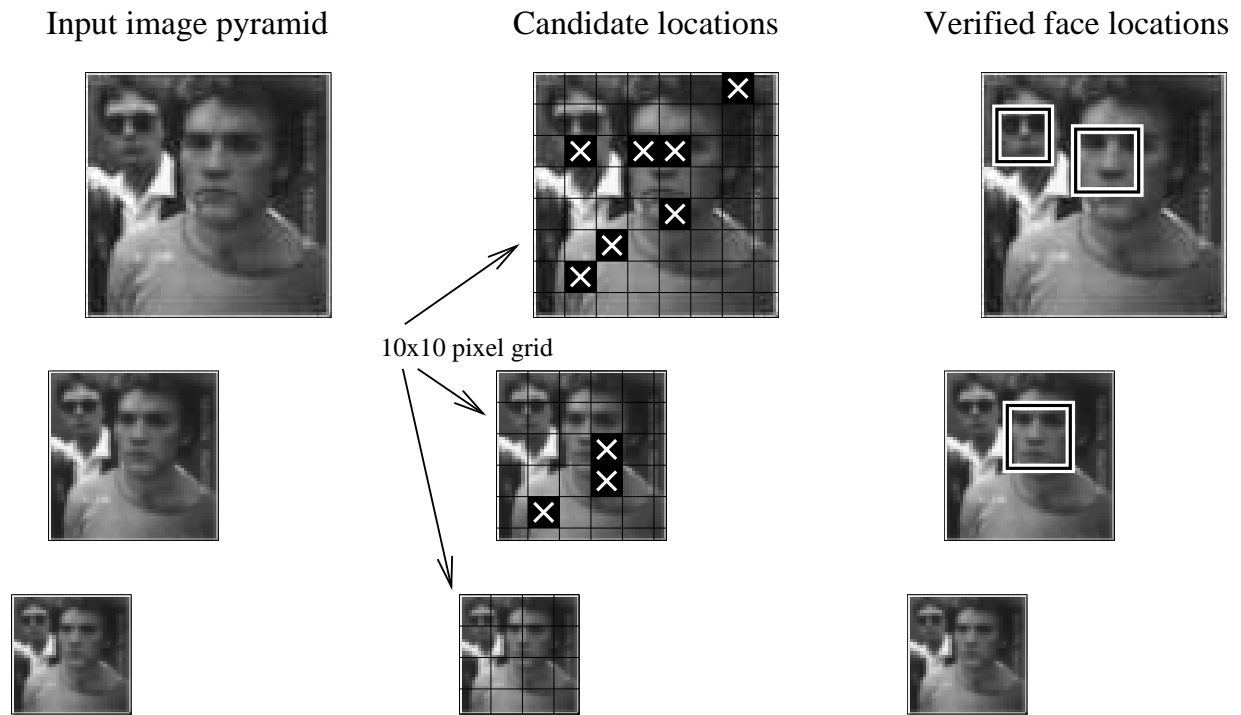 Input image pyramid
Candidate locations
Verified face locations
10x10 pixel grid